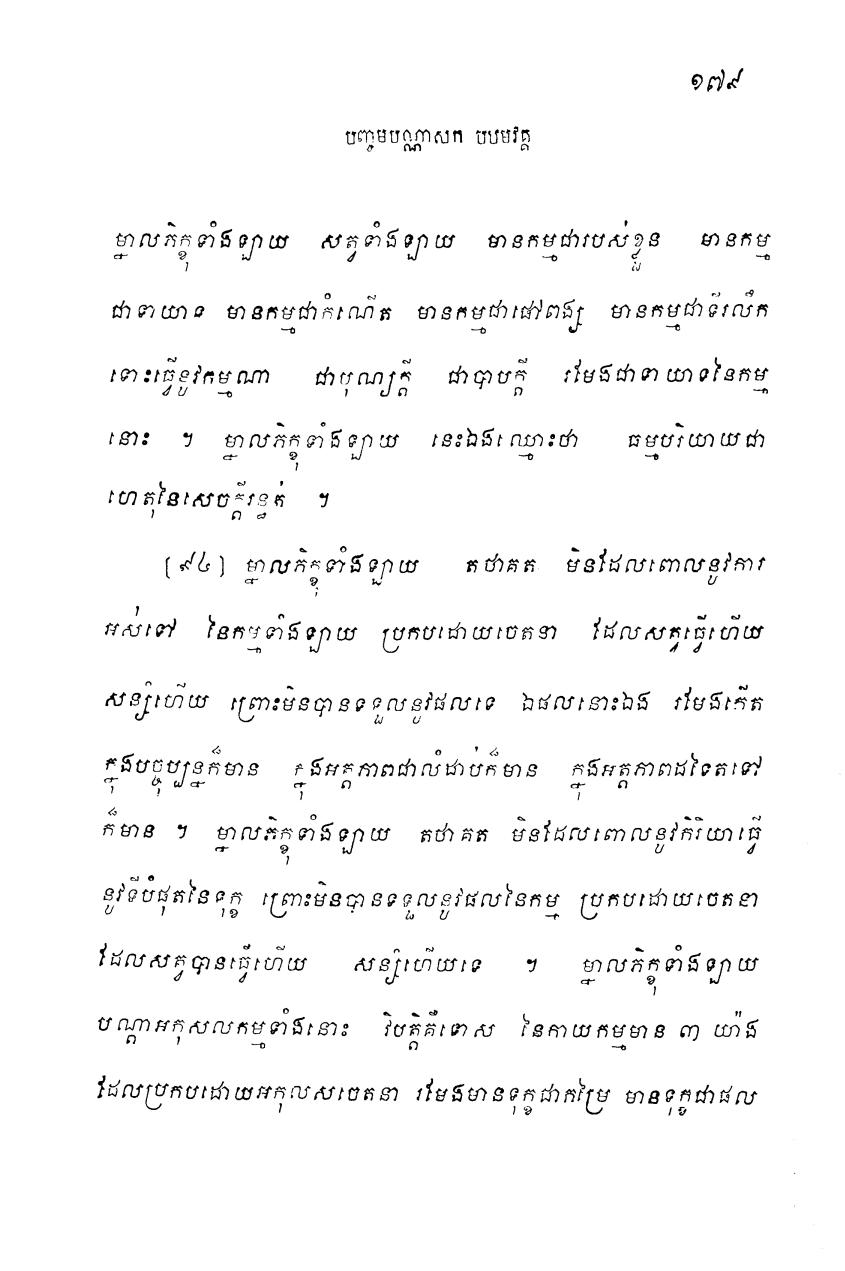 ១៧៩
បញ្ចមបណ្ណាសក បឋមវគ្គ
ម្នាលភិក្ខុទាំងឡាយ សត្វទាំងឡាយ មានកម្មជារបស់ខ្លួន មានកម្ម
ជាទាយាទ មានកម្មជាកំណើត មានកម្មជាផៅពង្ស មានកម្មជាទីរលឹក
ទោះធ្វើនូវកម្មណា ជាបុណ្យក្តី ជាបាបក្តី រមែងជាទាយាទនៃកម្ម
នោះ ។ ម្នាលភិក្ខុទាំងឡាយ នេះឯងឈ្មោះថា ធម្មបរិយាយជា
ហេតុនៃសេចក្តីរន្ធត់ ។
[៩៤] ម្នាលភិក្ខុទាំងឡាយ តថាគត មិនដែលពោលនូវការ
អស់ទៅ នៃកម្មទាំងឡាយ ប្រកបដោយចេតនា ដែលសត្វធ្វើហើយ
សន្សំហើយ ព្រោះមិនបានទទួលនូវផលទេ ឯផលនោះឯង រមែងកើត
ក្នុងបច្ចុប្បន្នក៏មាន ក្នុងអត្តភាពជាលំដាប់ក៏មាន ក្នុងអត្តភាពដទៃតទៅ
ក៏មាន ។ ម្នាលភិក្ខុទាំងឡាយ តថាគត មិនដែលពោលនូវកិរិយាធ្វើ
នូវទីបំផុតនៃទុក្ខ ព្រោះមិនបានទទួលនូវផលនៃកម្ម ប្រកបដោយចេតនា
ដែលសត្វបានធ្វើហើយ សន្សំហើយទេ ។ ម្នាលភិក្ខុទាំងឡាយ
បណ្តាអកុសលកម្មទាំងនោះ វិបត្តិគឺទោស នៃកាយកម្មមាន ៣ យ៉ាង
ដែលប្រកបដោយអកុលសចេតនា រមែងមានទុក្ខជាកម្រៃ មានទុក្ខជាផល